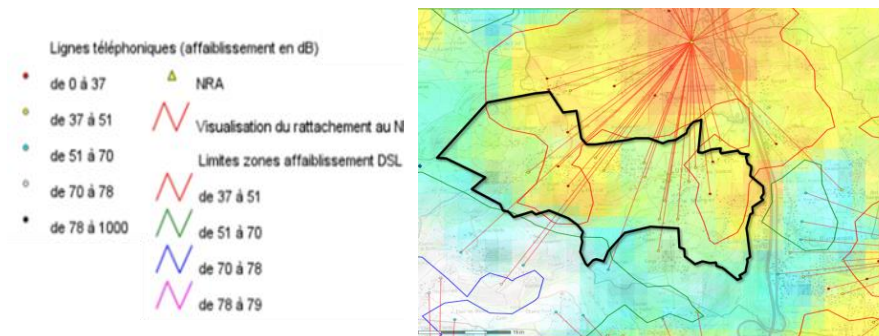 Lignes téléphoniques (affaiblissement en dB)
de 0 à 37
de 37 à 51
de 51 à 70
de 70 à 78
de 78 à 1000
NRA
Visualisation du rattachement au N
Limites zones affaiblissement DSL
de 37 à 51
de 51 à 70
de 70 à 78
de 78 à 79